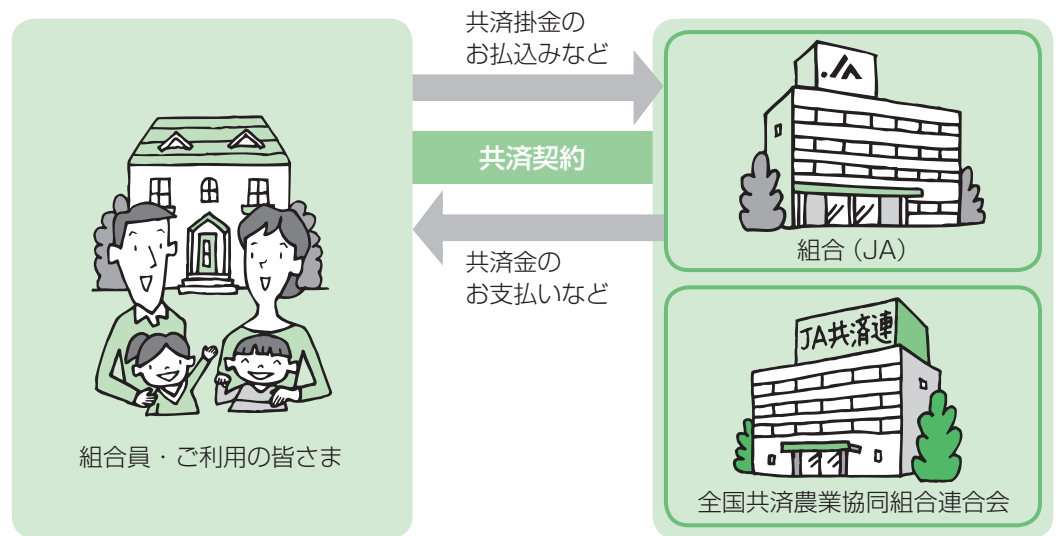 共済掛金の
お払込みなど
共済契約
共済金の
お支払いなど
組合員・ご利用の皆さま
JA
組合（JA）
JA共済連
全国共済農業協同組合連合会